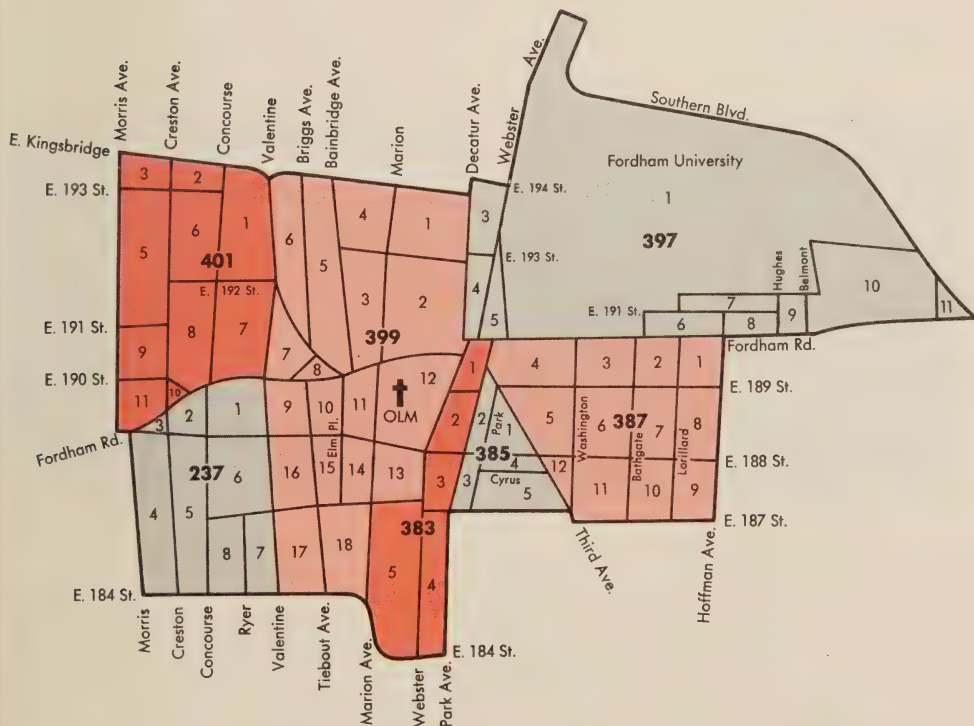 Morris Ave.
Creston Ave.
Concourse
Valentine
Briggs Ave.
Bainbridge Ave.
Marion
Decatur Ave.
Webster
Ave.
Southern Blvd.
E. Kingsbridge
E. 193 St.
E. 191 St.
E. 190 St.
Fordham Rd.
E. 184 St.
3
2
5
6
1
401
E. 192 St.
8
7
9
11
10
6
5
4
1
3
2
399
7
8
9
10
11
12
OLM
16
Elm Pl.
15
14
13
17
18
3
2
1
237
6
4
5
8
7
1
2
3
383
5
4
E. 194 St.
3
E. 193 St.
4
5
Fordham University
1
397
Hughes
Belmont
10
11
E. 191 St.
7
6
8
9
Fordham Rd.
2
Park
1
385
4
Cyrus
3
5
4
3
2
1
E. 189 St.
5
Washington
6
387
Bathgate
7
Lorillard
8
E. 188 St.
12
11
10
9
E. 187 St.
Third Ave.
Hoffman Ave.
E. 184 St.
Morris
Creston
Concourse
Ryer
Valentine
Tiebout Ave.
Marion Ave.
Webster
Park Ave.